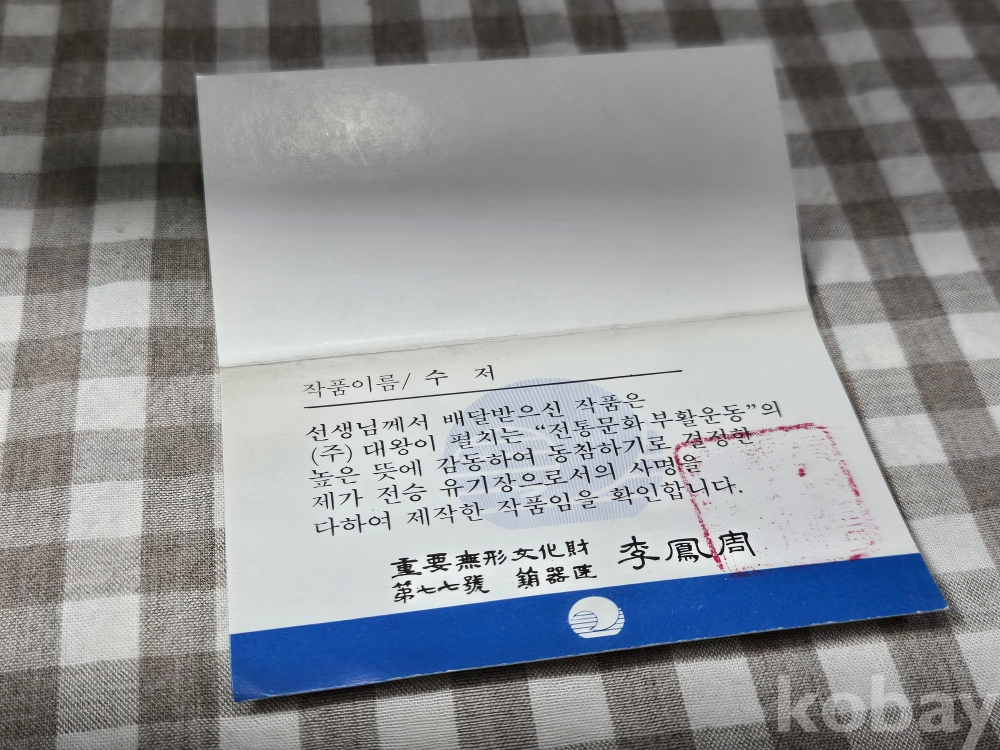 작품이름/ 수 저
선생님께서 배달받으신 작품은
(주) 대왕이 펼치는 “전통문화 부활운동”의
높은 뜻에 감동하여 동참하기로 결정한
제가 전승 유기장으로서의 사명을
다하여 제작한 작품임을 확인합니다.
重要無形文化財
第七七號 鍮器匠 李鳳周
kobay